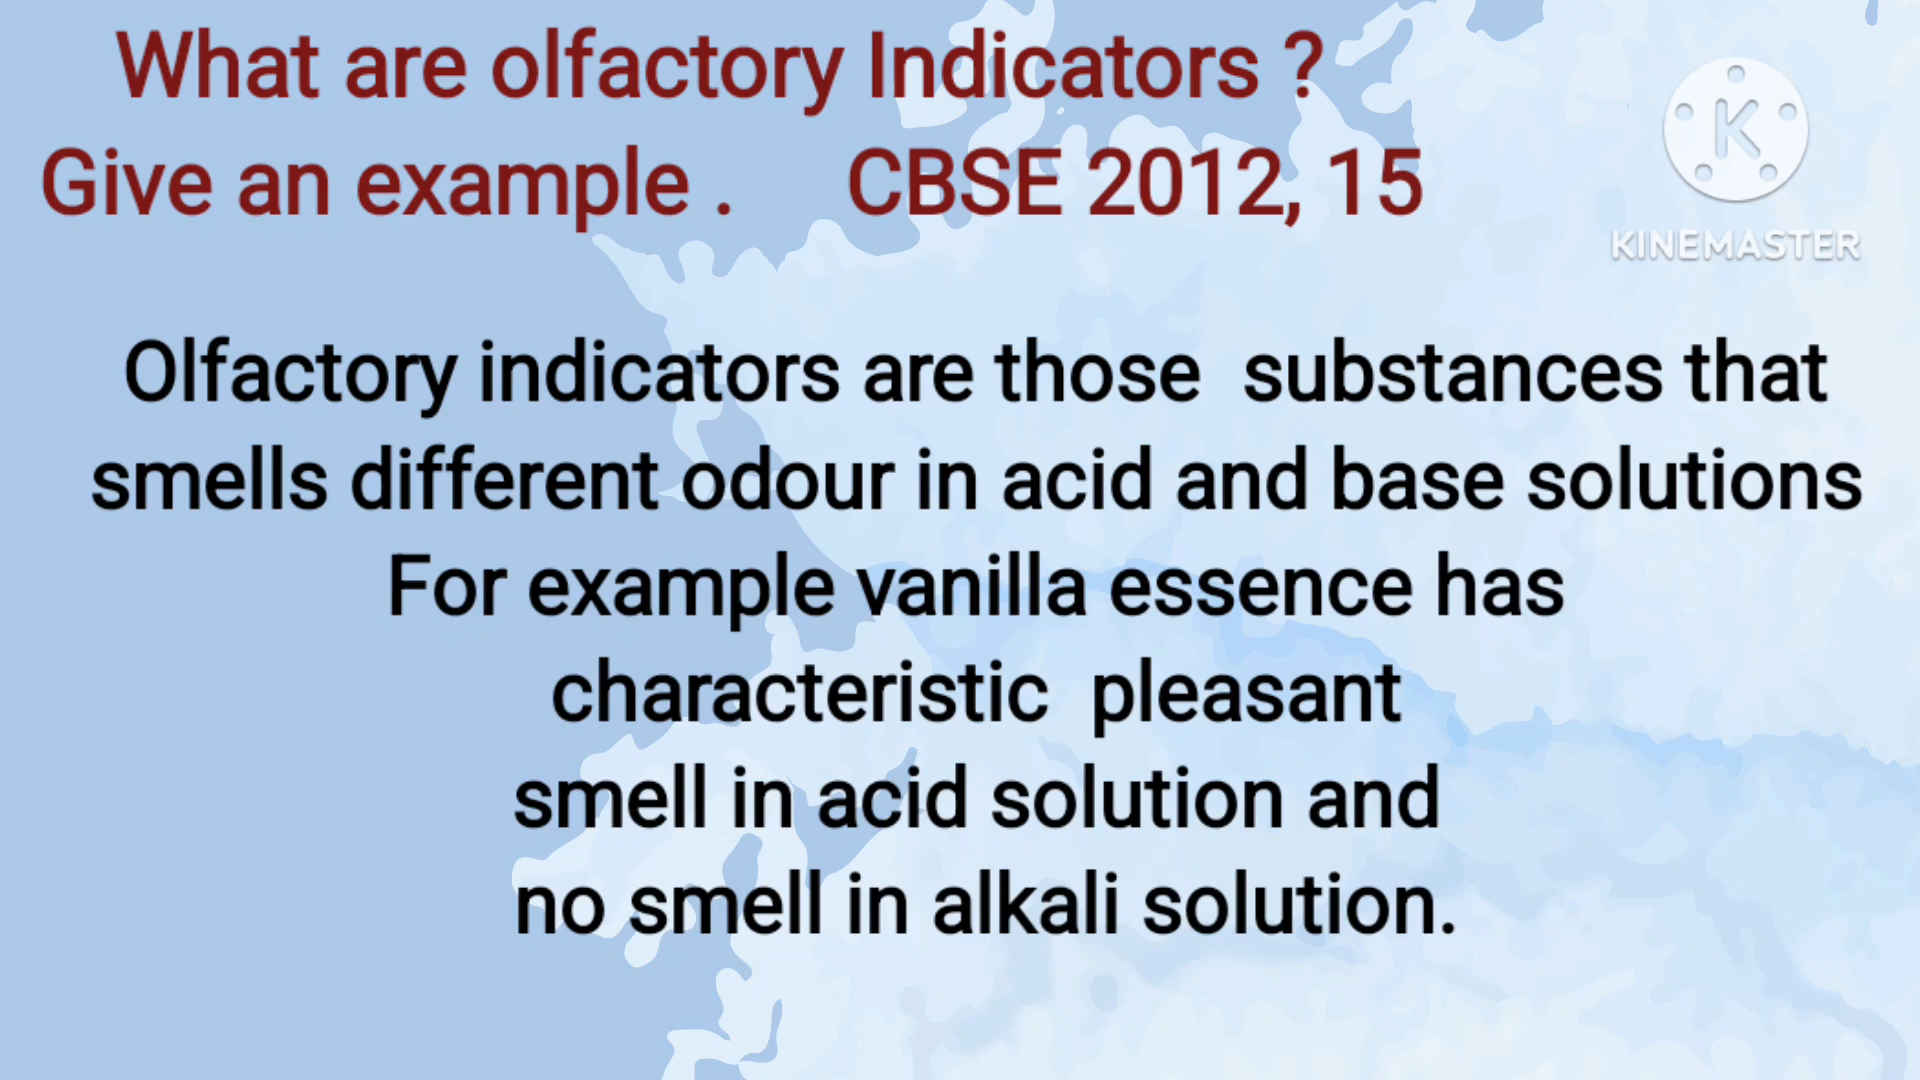 What are olfactory Indicators ?
Give an example . CBSE 2012, 15
K
KINEMASTER
Olfactory indicators are those substances that
smells different odour in acid and base solutions
For example vanilla essence has
characteristic pleasant
smell in acid solution and
no smell in alkali solution.